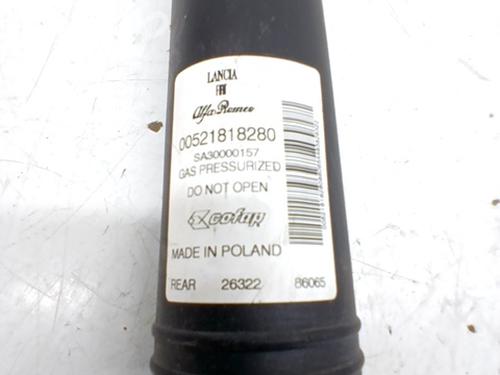 LANCIA
FIAT
Alfa Romeo
00521818280
SA30000157
GAS PRESSURIZED
DO NOT OPEN
cofap
MADE IN POLAND
REAR 26322 86065